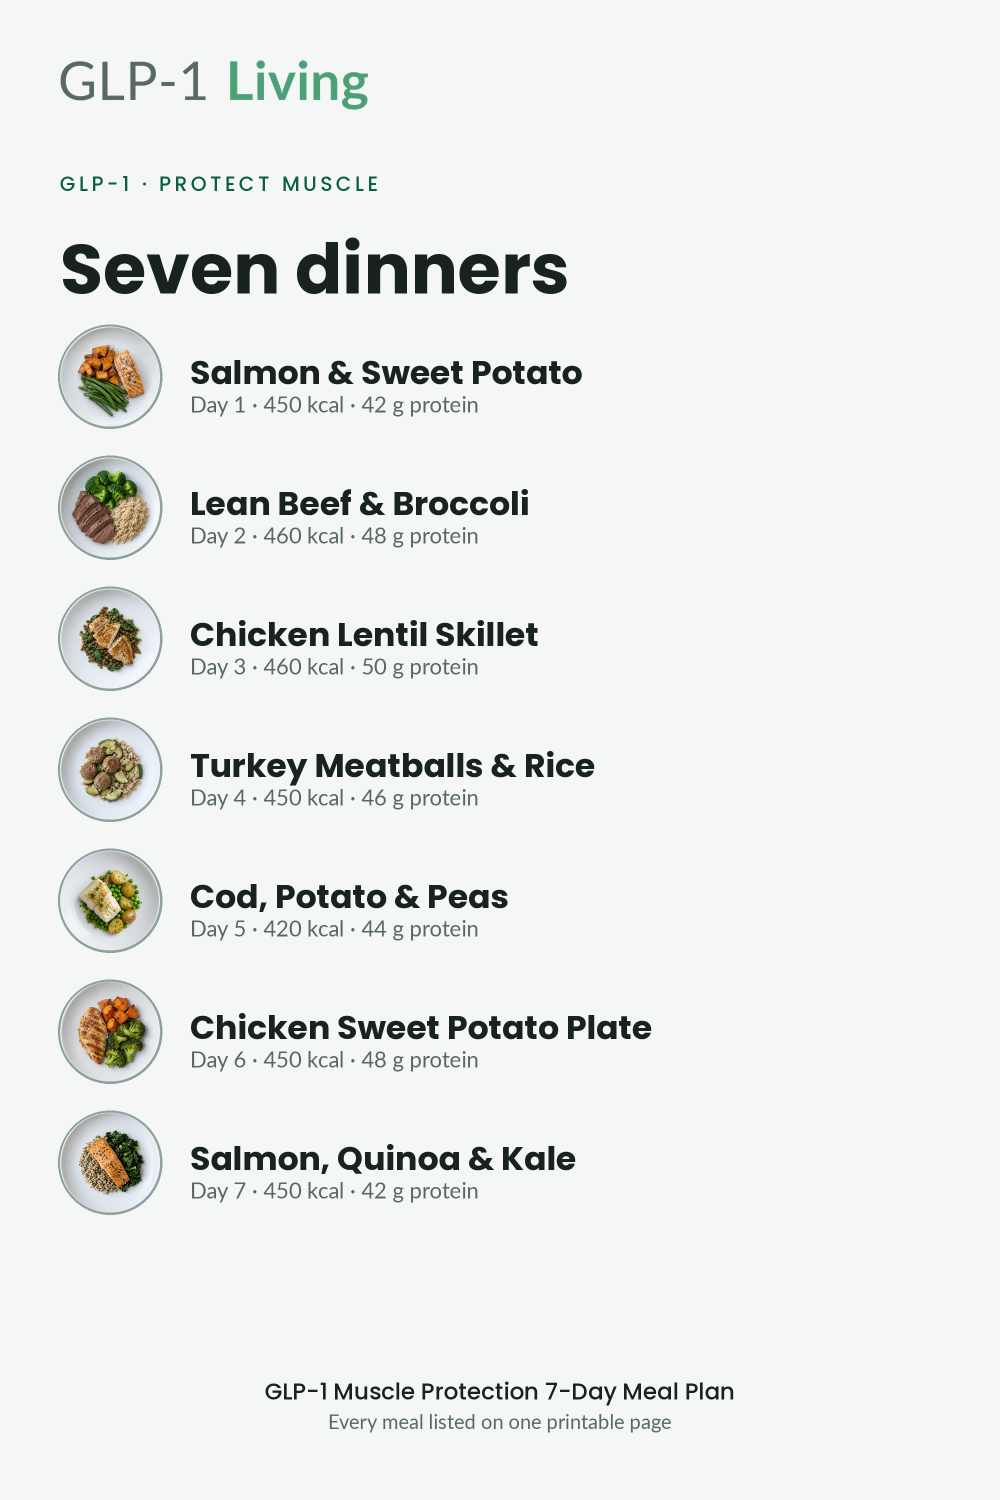 GLP-1 Living
GLP-1 · PROTECT MUSCLE
Seven dinners
Salmon & Sweet Potato
Day 1 · 450 kcal · 42 g protein
Lean Beef & Broccoli
Day 2 · 460 kcal · 48 g protein
Chicken Lentil Skillet
Day 3 · 460 kcal · 50 g protein
Turkey Meatballs & Rice
Day 4 · 450 kcal · 46 g protein
Cod, Potato & Peas
Day 5 · 420 kcal · 44 g protein
Chicken Sweet Potato Plate
Day 6 · 450 kcal · 48 g protein
Salmon, Quinoa & Kale
Day 7 · 450 kcal · 42 g protein
GLP-1 Muscle Protection 7-Day Meal Plan
Every meal listed on one printable page